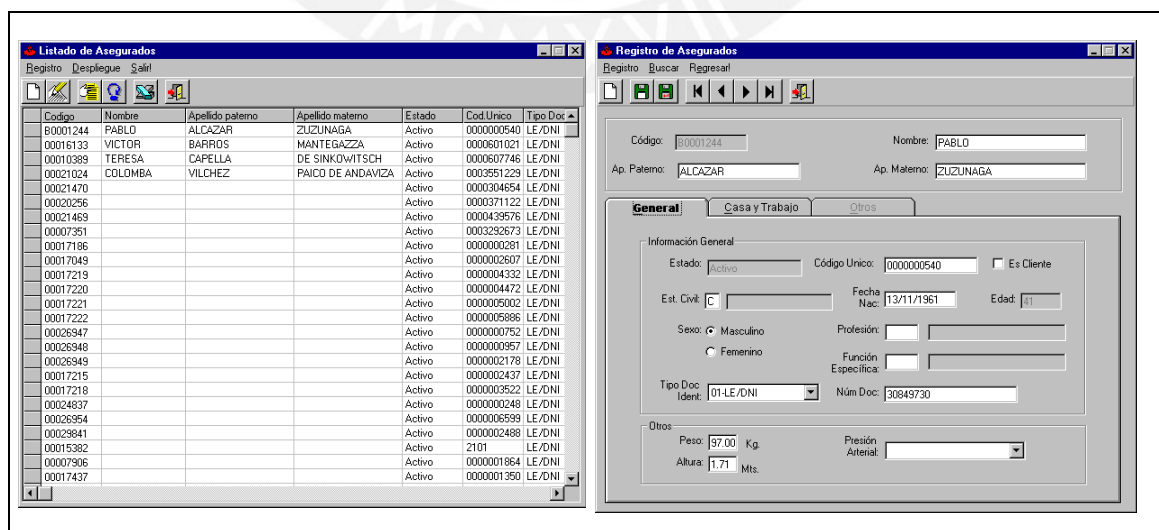 MCMXVII
Listado de Asegurados
Registro Despliegue Salir!
Codigo Nombre Apellido paterno Apellido materno Estado Cod.Unico Tipo Doc
B0001244 PABLO ALCAZAR ZUZUNAGA Activo 0000000540 LE/DNI
00016133 VICTOR BARROS MANTEGAZZA Activo 0000601021 LE/DNI
00010389 TERESA CAPELLA DE SINKOWITSCH Activo 0000607746 LE/DNI
00021024 COLOMBA VILCHEZ PAICO DE ANDAVIZA Activo 0003551229 LE/DNI
00021470 Activo 0000304654 LE/DNI
00020256 Activo 0000371122 LE/DNI
00021469 Activo 0000439576 LE/DNI
00007351 Activo 0003292673 LE/DNI
00017186 Activo 0000000281 LE/DNI
00017049 Activo 0000002607 LE/DNI
00017219 Activo 0000004332 LE/DNI
00017220 Activo 0000004472 LE/DNI
00017221 Activo 0000005002 LE/DNI
00017222 Activo 0000005886 LE/DNI
00026947 Activo 0000000752 LE/DNI
00026948 Activo 0000000957 LE/DNI
00026949 Activo 0000002178 LE/DNI
00017215 Activo 0000002437 LE/DNI
00017218 Activo 0000003522 LE/DNI
00024837 Activo 0000000248 LE/DNI
00026954 Activo 0000006599 LE/DNI
00029841 Activo 0000002488 LE/DNI
00015382 Activo 2101 LE/DNI
00007906 Activo 0000001864 LE/DNI
00017437 Activo 0000001350 LE/DNI
Registro de Asegurados
Registro Buscar Regresar!
Código: B0001244 Nombre: PABLO
Ap. Paterno: ALCAZAR Ap. Materno: ZUZUNAGA
General Casa y Trabajo Otros
Información General
Estado: Activo Código Unico: 0000000540 Es Cliente
Est. Civil: C Fecha Nac: 13/11/1961 Edad: 41
Sexo: Masculino Profesión:
Femenino Función Específica:
Tipo Doc Ident: 01-LE/DNI Núm Doc: 30849730
Otros
Peso: 97.00 Kg. Presión Arterial:
Altura: 1.71 Mts.